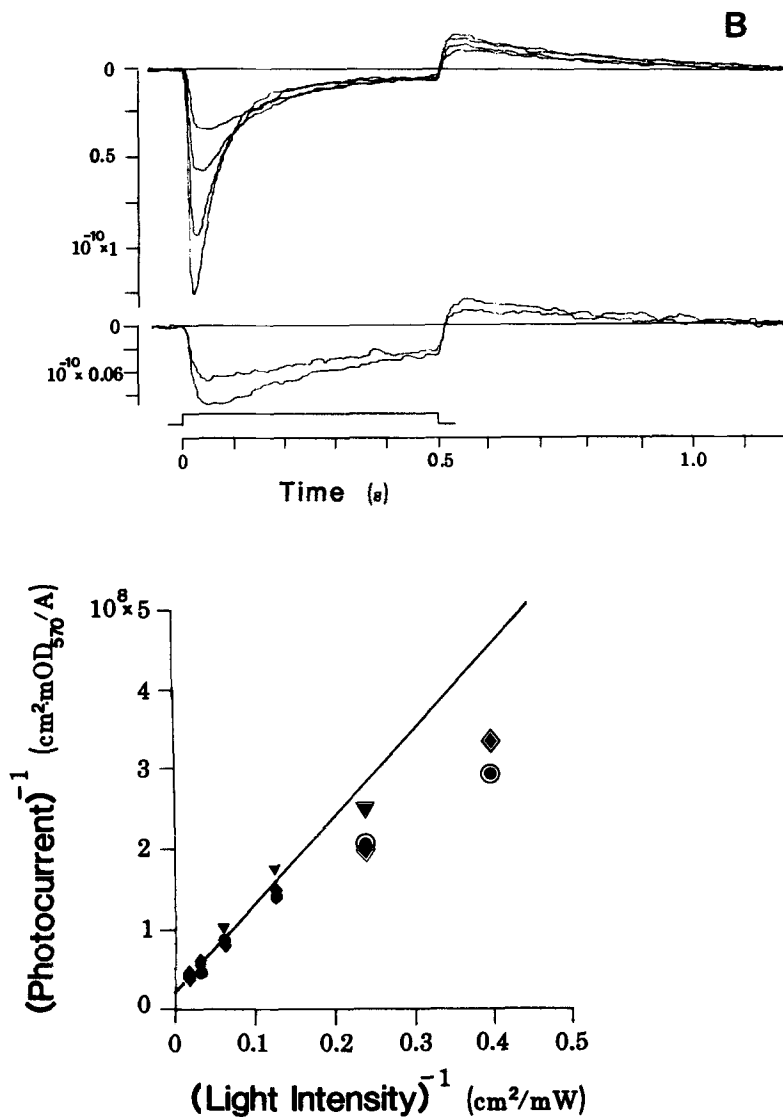 B
0
0.5
10⁻¹⁰×1
0
10⁻¹⁰×0.06
0 0.5 1.0
Time (s)
10⁸×5
4
3
2
1
0
(Photocurrent)⁻¹ (cm²·mOD₅₇₀/A)
0 0.1 0.2 0.3 0.4 0.5
(Light Intensity)⁻¹ (cm²/mW)